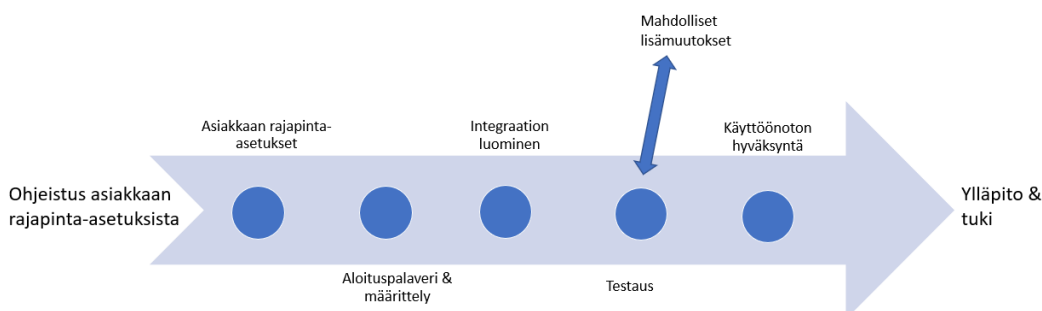 Ohjeistus asiakkaan
rajapinta-asetuksista
Asiakkaan rajapinta-
asetukset
Aloituspalaveri &
määrittely
Integraation
luominen
Mahdolliset
lisämuutokset
Testaus
Käyttöönoton
hyväksyntä
Ylläpito &
tuki